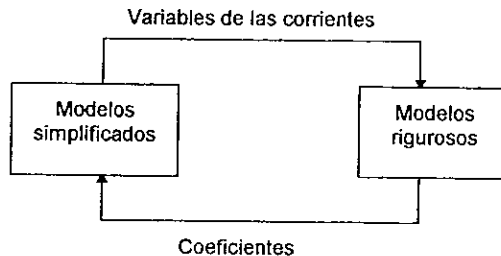 Variables de las corrientes
Modelos
simplificados
Modelos
rigurosos
Coeficientes